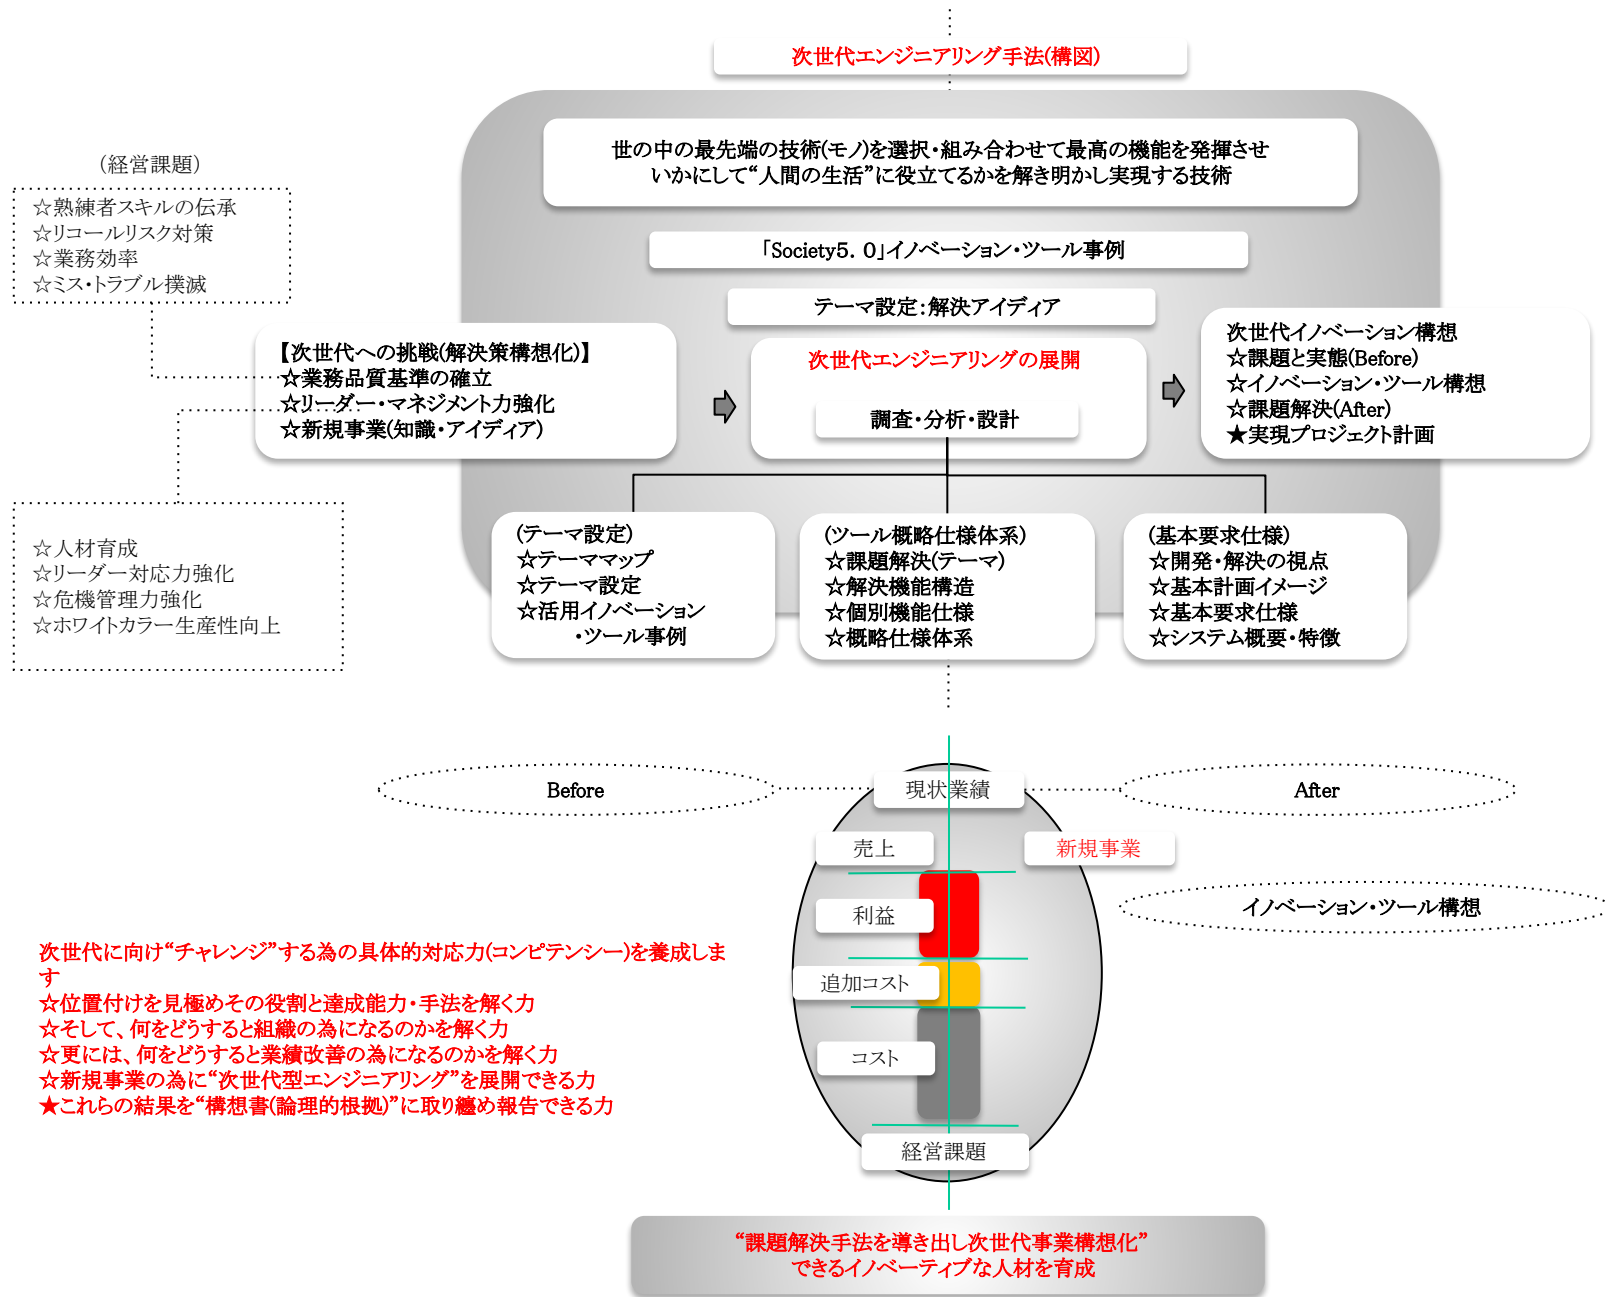 次世代エンジニアリング手法(構図)
世の中の最先端の技術(モノ)を選択・組み合わせて最高の機能を発揮させ
いかにして“人間の生活”に役立てるかを解き明かし実現する技術
「Society5．0」イノベーション・ツール事例
テーマ設定：解決アイディア
（経営課題）
☆熟練者スキルの伝承
☆リコールリスク対策
☆業務効率
☆ミス・トラブル撲滅
【次世代への挑戦(解決策構想化)】
☆業務品質基準の確立
☆リーダー・マネジメント力強化
☆新規事業(知識・アイディア)
次世代エンジニアリングの展開
調査・分析・設計
次世代イノベーション構想
☆課題と実態(Before)
☆イノベーション・ツール構想
☆課題解決(After)
★実現プロジェクト計画
☆人材育成
☆リーダー対応力強化
☆危機管理力強化
☆ホワイトカラー生産性向上
(テーマ設定)
☆テーママップ
☆テーマ設定
☆活用イノベーション
・ツール事例
(ツール概略仕様体系)
☆課題解決(テーマ)
☆解決機能構造
☆個別機能仕様
☆概略仕様体系
(基本要求仕様)
☆開発・解決の視点
☆基本計画イメージ
☆基本要求仕様
☆システム概要・特徴
Before
現状業績
After
売上
新規事業
利益
イノベーション・ツール構想
追加コスト
コスト
経営課題
次世代に向け“チャレンジ”する為の具体的対応力(コンピテンシー)を養成しま
す
☆位置付けを見極めその役割と達成能力・手法を解く力
☆そして、何をどうすると組織の為になるのかを解く力
☆更には、何をどうすると業績改善の為になるのかを解く力
☆新規事業の為に“次世代型エンジニアリング”を展開できる力
★これらの結果を“構想書(論理的根拠)”に取り纏め報告できる力
“課題解決手法を導き出し次世代事業構想化”
できるイノベーティブな人材を育成